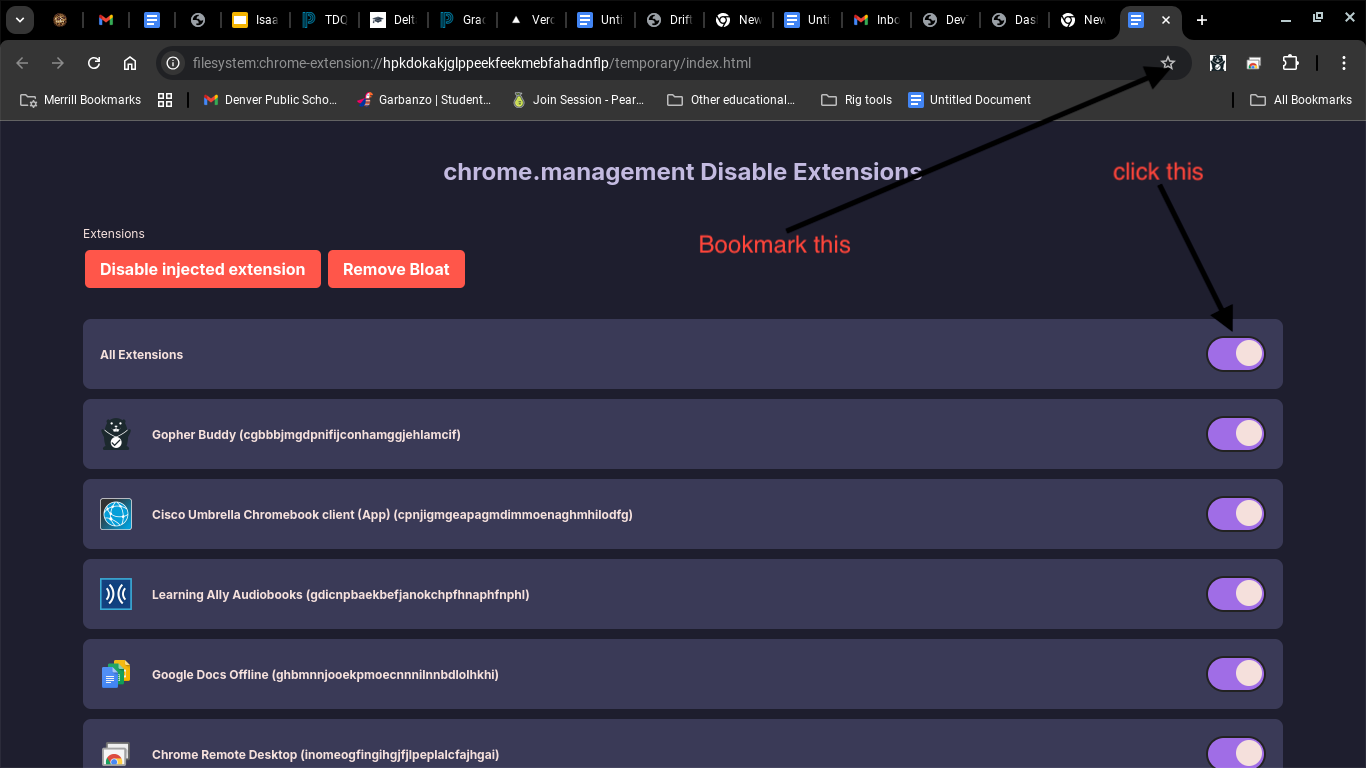 Isaa
TDQ
Delt
Grac
Verc
Unti
Drift
New
Unti
Inbo
Dev
Das
New
filesystem:chrome-extension://hpkdokakjglppeekfeekmebfahadnflp/temporary/index.html
Merrill Bookmarks
Denver Public Scho...
Garbanzo | Student...
Join Session - Pear...
Other educational...
Rig tools
Untitled Document
All Bookmarks
chrome.management Disable Extensions
click this
Extensions
Bookmark this
Disable injected extension
Remove Bloat
All Extensions
Gopher Buddy (cgbbbjmgdpnifijconhamggjehlamcif)
Cisco Umbrella Chromebook client (App) (cpnjigmgeapagmdimmoenaghmhilodfg)
Learning Ally Audiobooks (gdicnpbaekbefjanokchpfhnaphfnphl)
Google Docs Offline (ghbmnnjooekpmoecnnnilnnbdlolhkhi)
Chrome Remote Desktop (inomeogfingihgjfjlpeplalcfajhgai)